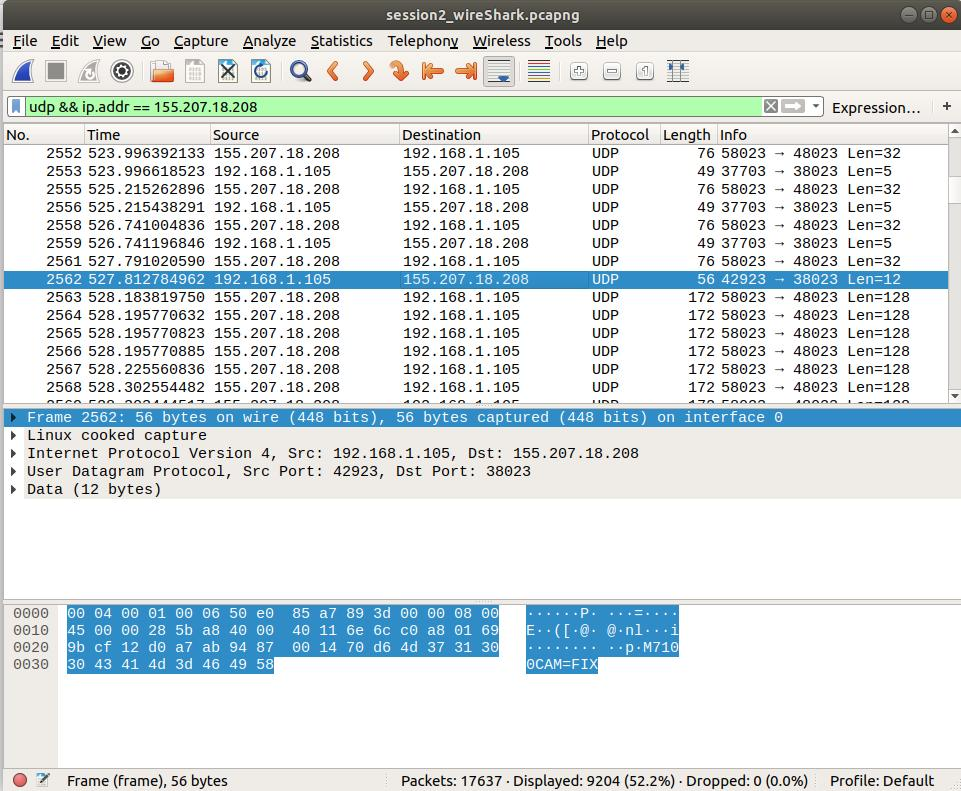 session2_wireShark.pcapng
File Edit View Go Capture Analyze Statistics Telephony Wireless Tools Help
udp && ip.addr == 155.207.18.208 Expression… +
No. Time Source Destination Protocol Length Info
2552 523.996392133 155.207.18.208 192.168.1.105 UDP 76 58023 → 48023 Len=32
2553 523.996618523 192.168.1.105 155.207.18.208 UDP 49 37703 → 38023 Len=5
2555 525.215262896 155.207.18.208 192.168.1.105 UDP 76 58023 → 48023 Len=32
2556 525.215438291 192.168.1.105 155.207.18.208 UDP 49 37703 → 38023 Len=5
2558 526.741004836 155.207.18.208 192.168.1.105 UDP 76 58023 → 48023 Len=32
2559 526.741196846 192.168.1.105 155.207.18.208 UDP 49 37703 → 38023 Len=5
2561 527.791020590 155.207.18.208 192.168.1.105 UDP 76 58023 → 48023 Len=32
2562 527.812784962 192.168.1.105 155.207.18.208 UDP 56 42923 → 38023 Len=12
2563 528.183819750 155.207.18.208 192.168.1.105 UDP 172 58023 → 48023 Len=128
2564 528.195770632 155.207.18.208 192.168.1.105 UDP 172 58023 → 48023 Len=128
2565 528.195770823 155.207.18.208 192.168.1.105 UDP 172 58023 → 48023 Len=128
2566 528.195770885 155.207.18.208 192.168.1.105 UDP 172 58023 → 48023 Len=128
2567 528.225560836 155.207.18.208 192.168.1.105 UDP 172 58023 → 48023 Len=128
2568 528.302554482 155.207.18.208 192.168.1.105 UDP 172 58023 → 48023 Len=128
Frame 2562: 56 bytes on wire (448 bits), 56 bytes captured (448 bits) on interface 0
Linux cooked capture
Internet Protocol Version 4, Src: 192.168.1.105, Dst: 155.207.18.208
User Datagram Protocol, Src Port: 42923, Dst Port: 38023
Data (12 bytes)
0000 00 04 00 01 00 06 50 e0 85 a7 89 3d 00 00 08 00 ······P· ···=····
0010 45 00 00 28 5b a8 40 00 40 11 6e 6c c0 a8 01 69 E··([·@· @·nl···i
0020 9b cf 12 d0 a7 ab 94 87 00 14 70 d6 4d 37 31 30 ········ ··p·M710
0030 30 43 41 4d 3d 46 49 58 0CAM=FIX
Frame (frame), 56 bytes Packets: 17637 · Displayed: 9204 (52.2%) · Dropped: 0 (0.0%) Profile: Default